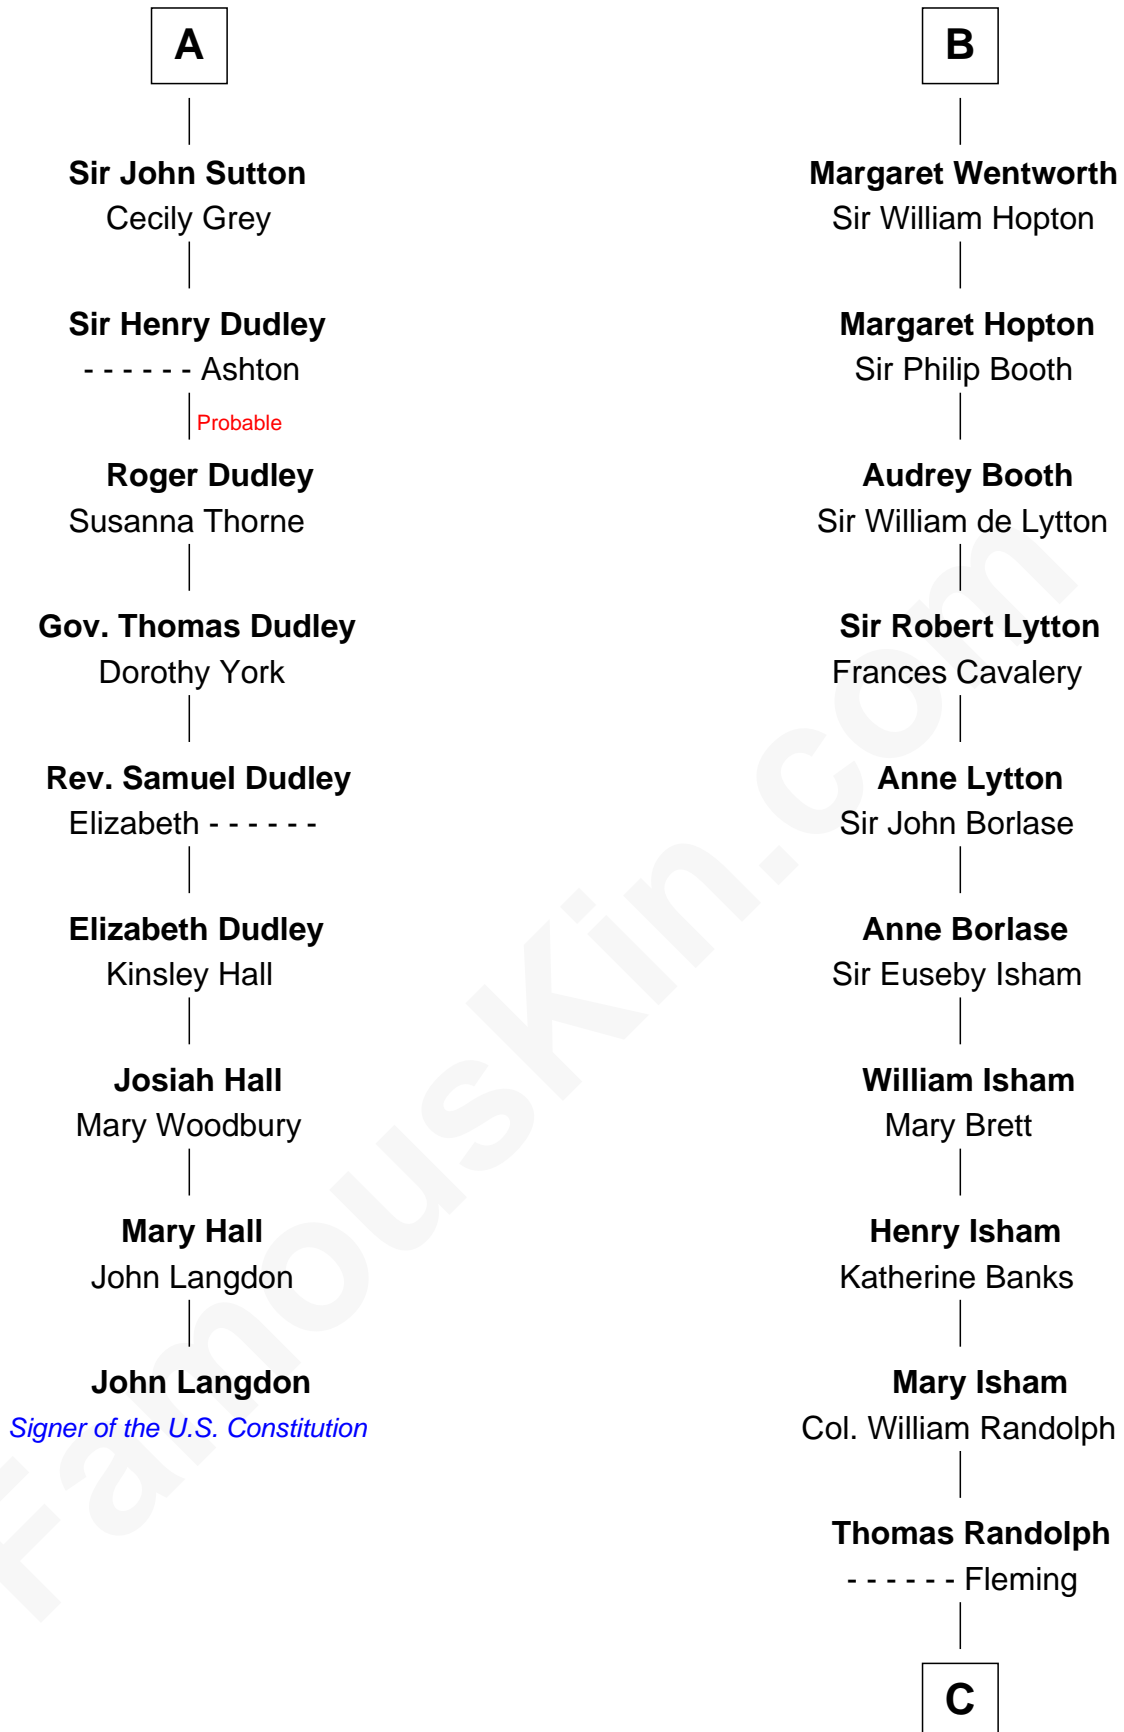 A
Sir John Sutton
Cecily Grey
Sir Henry Dudley
- - - - - - Ashton
Probable
Roger Dudley
Susanna Thorne
Gov. Thomas Dudley
Dorothy York
Rev. Samuel Dudley
Elizabeth - - - - - -
Elizabeth Dudley
Kinsley Hall
Josiah Hall
Mary Woodbury
Mary Hall
John Langdon
John Langdon
Signer of the U.S. Constitution
B
Margaret Wentworth
Sir William Hopton
Margaret Hopton
Sir Philip Booth
Audrey Booth
Sir William de Lytton
Sir Robert Lytton
Frances Cavalery
Anne Lytton
Sir John Borlase
Anne Borlase
Sir Euseby Isham
William Isham
Mary Brett
Henry Isham
Katherine Banks
Mary Isham
Col. William Randolph
Thomas Randolph
- - - - - - Fleming
C
FamousKin.com